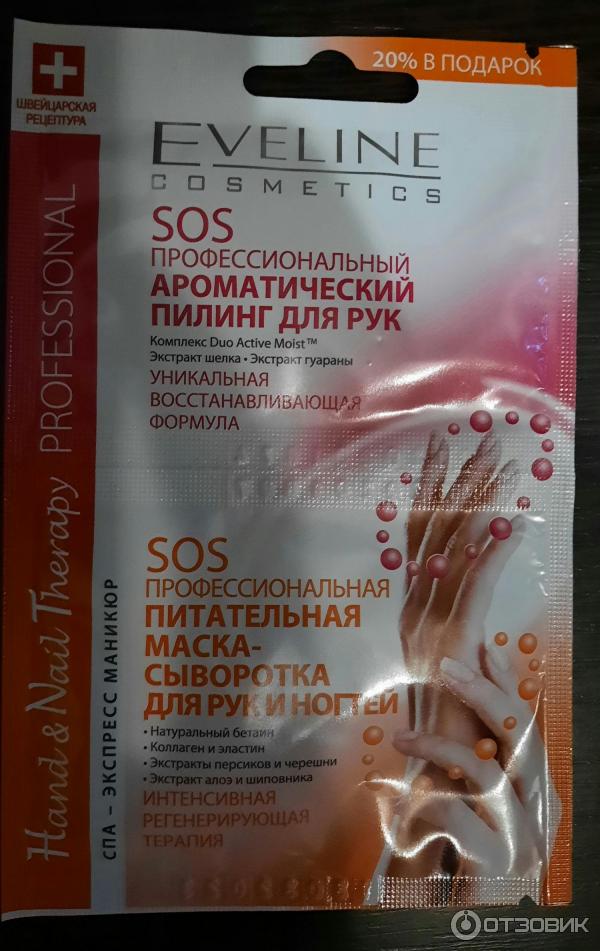 20% В ПОДАРОК
ШВЕЙЦАРСКАЯ
РЕЦЕПТУРА
EVELINE
COSMETICS
SOS
ПРОФЕССИОНАЛЬНЫЙ
АРОМАТИЧЕСКИЙ
ПИЛИНГ ДЛЯ РУК
Комплекс Duo Active Moist™
Экстракт шелка • Экстракт гуараны
УНИКАЛЬНАЯ
ВОССТАНАВЛИВАЮЩАЯ
ФОРМУЛА
SOS
ПРОФЕССИОНАЛЬНАЯ
ПИТАТЕЛЬНАЯ
МАСКА-
СЫВОРОТКА
ДЛЯ РУК И НОГТЕЙ
• Натуральный бетаин
• Коллаген и эластин
• Экстракты персиков и черешни
• Экстракт алоэ и шиповника
ИНТЕНСИВНАЯ
РЕГЕНЕРИРУЮЩАЯ
ТЕРАПИЯ
Hand & Nail Therapy PROFESSIONAL
СПА – ЭКСПРЕСС МАНИКЮР
ОТЗОВИК